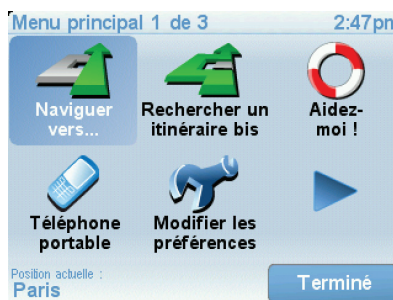 Menu principal 1 de 3 2:47pm
Naviguer vers...
Rechercher un itinéraire bis
Aidez-moi !
Téléphone portable
Modifier les préférences
Position actuelle :
Paris
Terminé